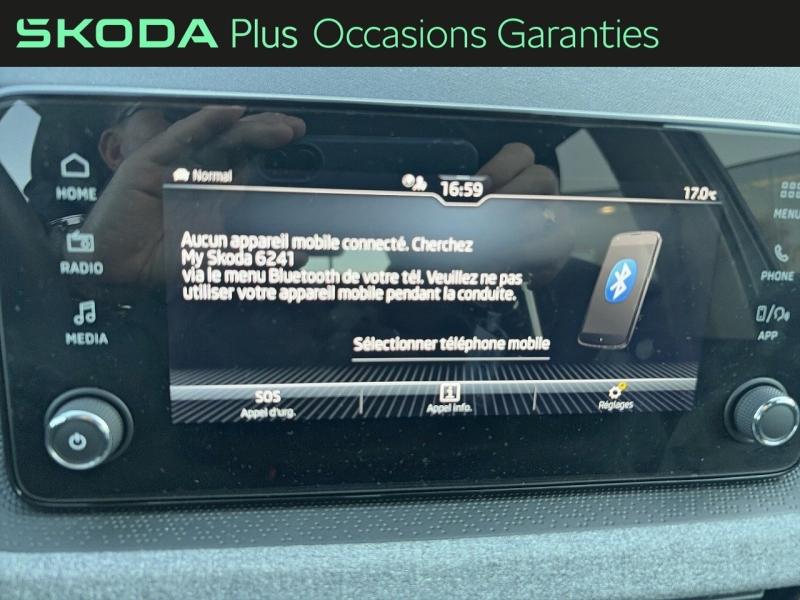 SKODA Plus Occasions Garanties
Normal
16:59
17.0°C
HOME
RADIO
MEDIA
MENU
PHONE
APP
Aucun appareil mobile connecté. Cherchez
My Skoda 6241
via le menu Bluetooth de votre tél. Veuillez ne pas
utiliser votre appareil mobile pendant la conduite.
Sélectionner téléphone mobile
SOS
Appel d'urg.
Appel info.
Réglages